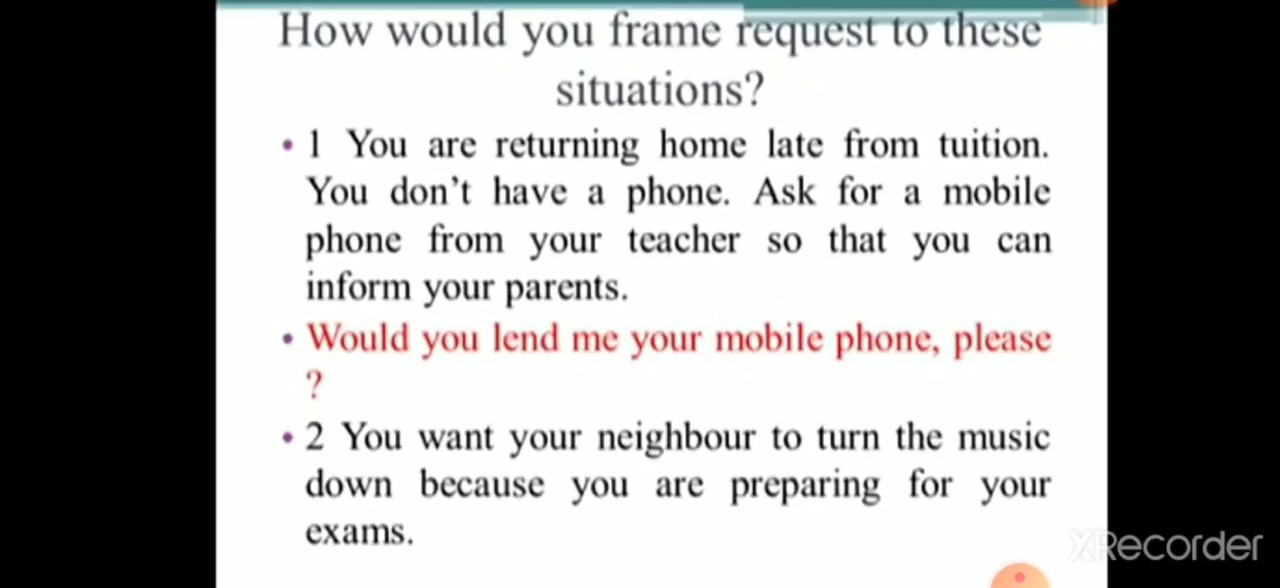 How would you frame request to these
situations?
• 1 You are returning home late from tuition.
You don't have a phone. Ask for a mobile
phone from your teacher so that you can
inform your parents.
• Would you lend me your mobile phone, please
?
• 2 You want your neighbour to turn the music
down because you are preparing for your
exams.
XRecorder